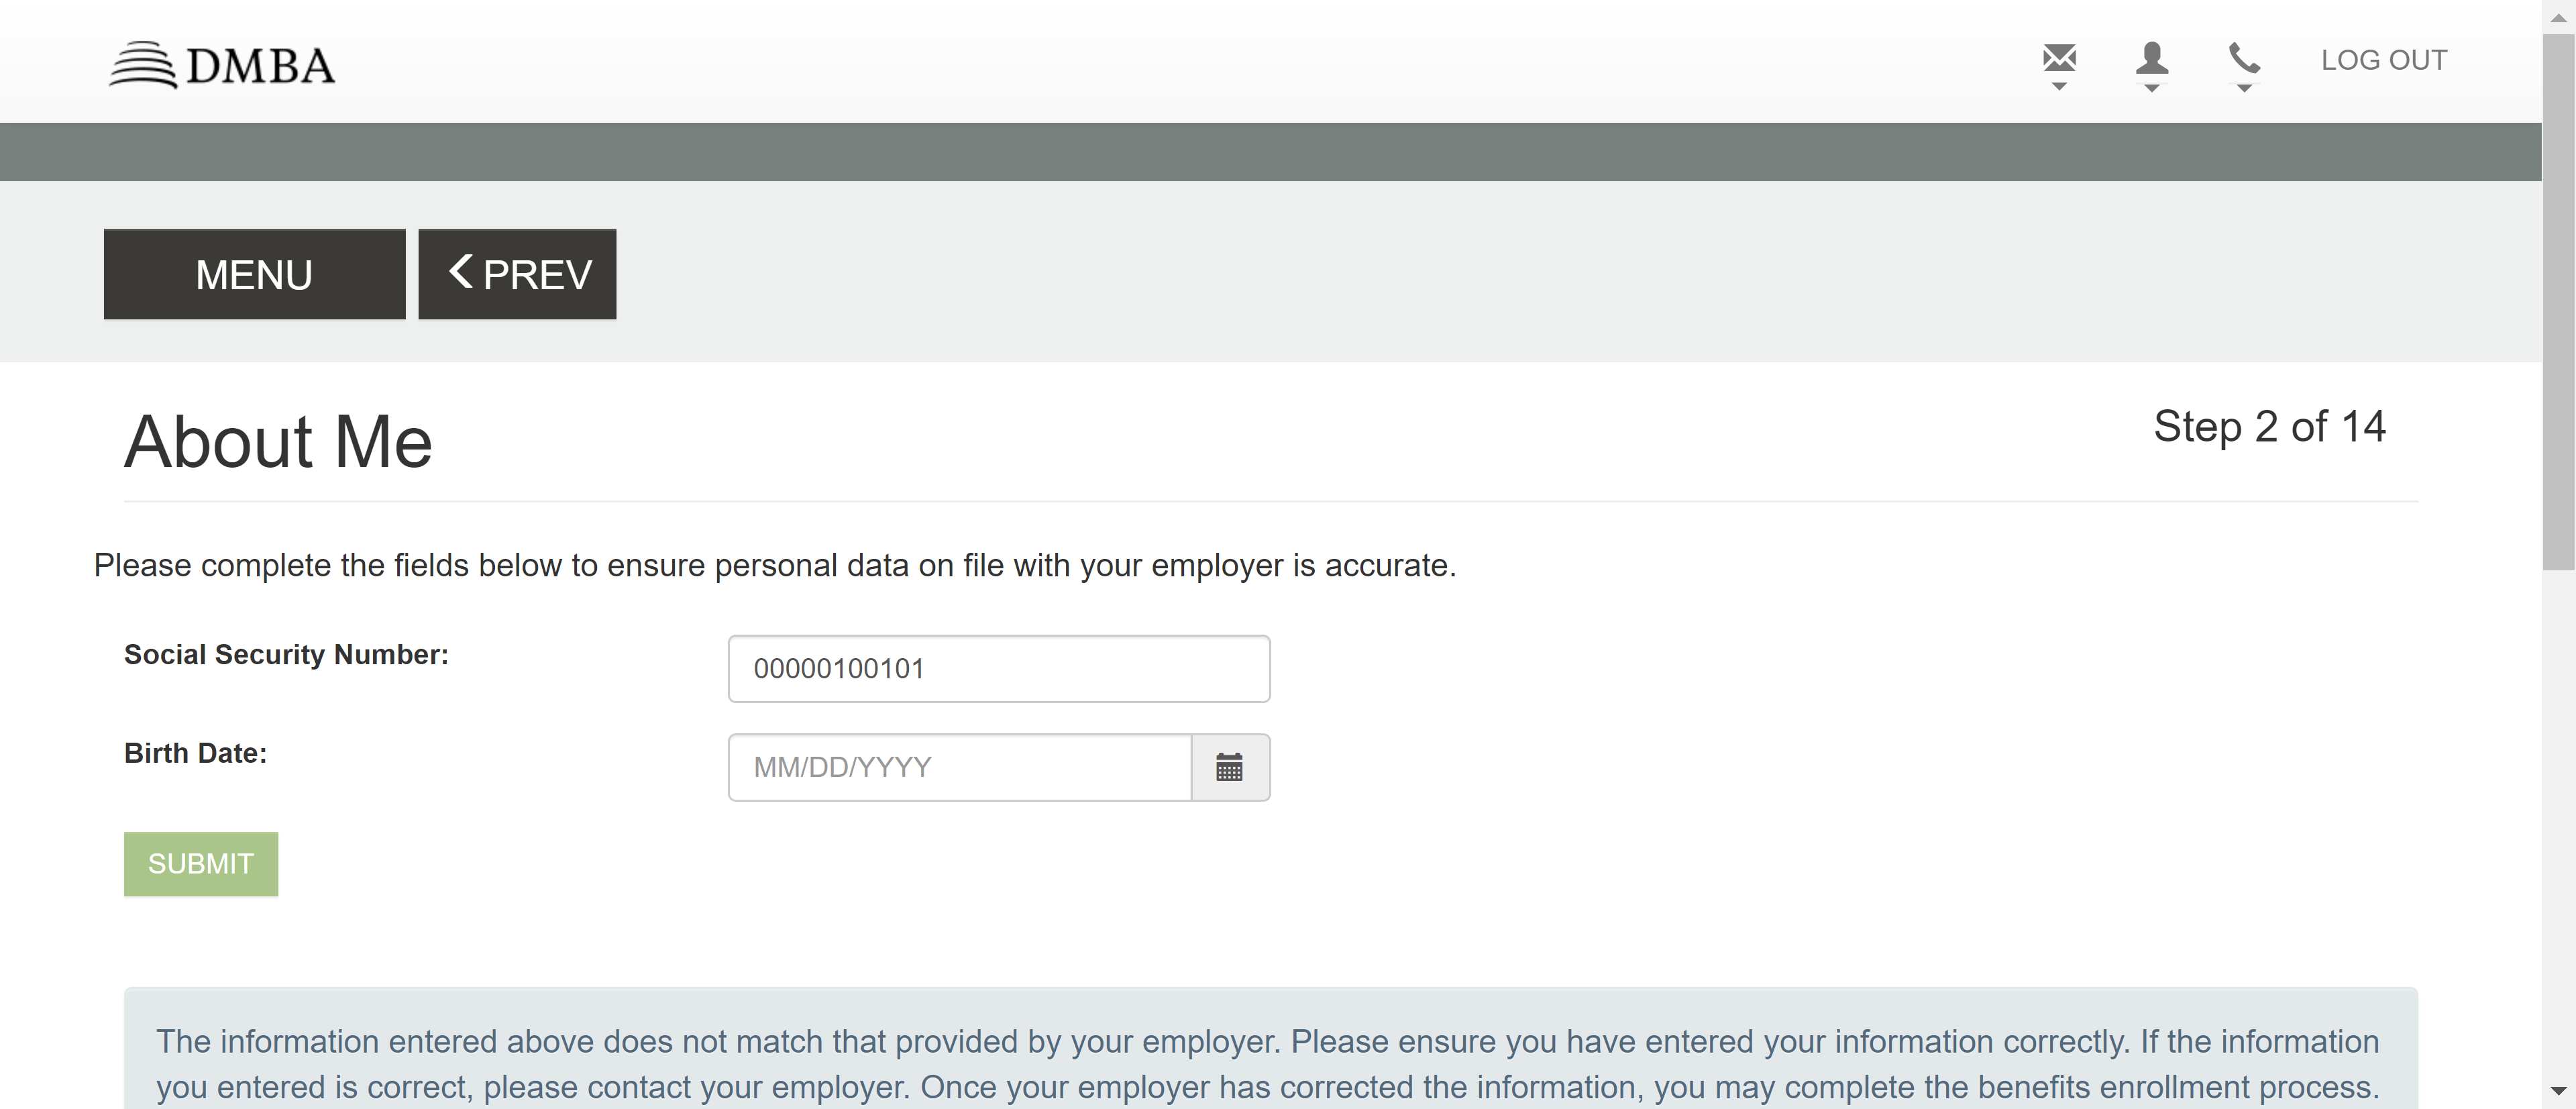 DMBA
LOG OUT
MENU
PREV
About Me
Step 2 of 14
Please complete the fields below to ensure personal data on file with your employer is accurate.
Social Security Number:
00000100101
Birth Date:
MM/DD/YYYY
SUBMIT
The information entered above does not match that provided by your employer. Please ensure you have entered your information correctly. If the information
you entered is correct, please contact your employer. Once your employer has corrected the information, you may complete the benefits enrollment process.